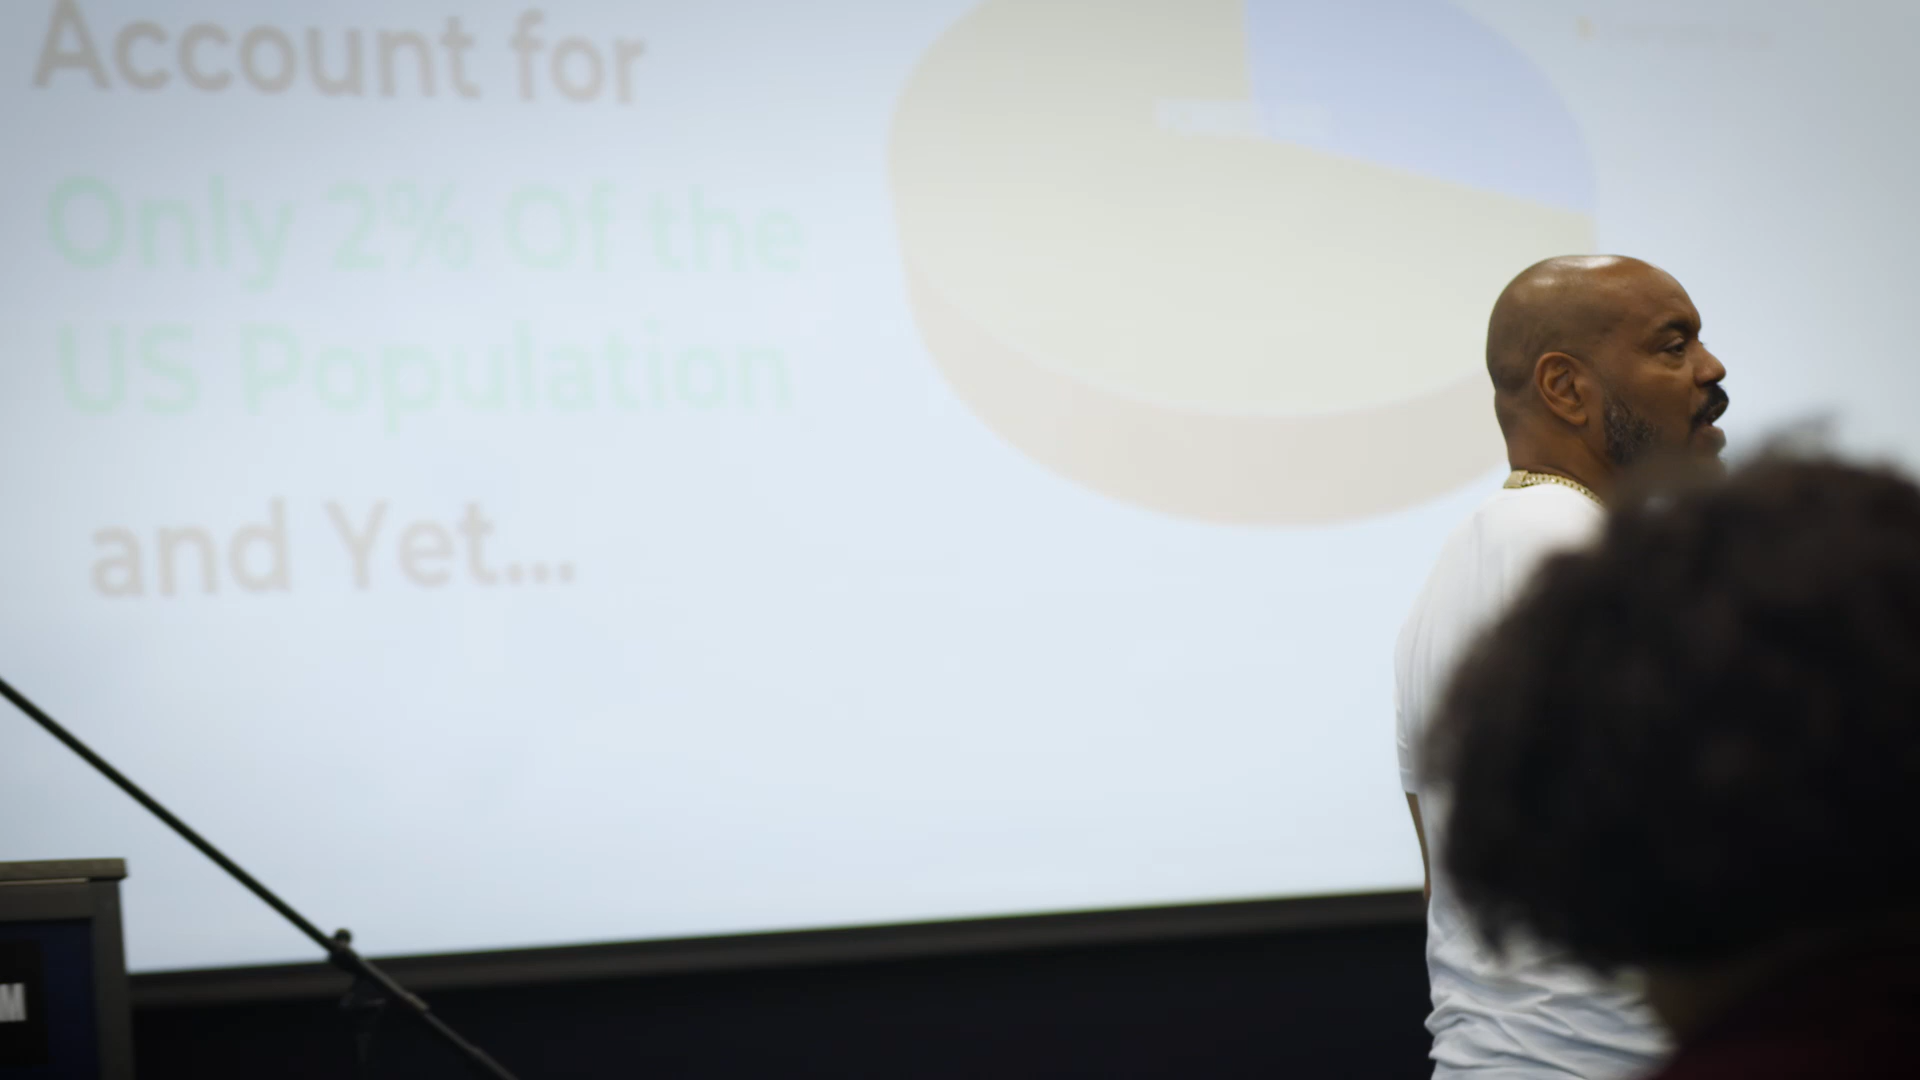 Account for
Only 2% Of the
US Population
and Yet...
M